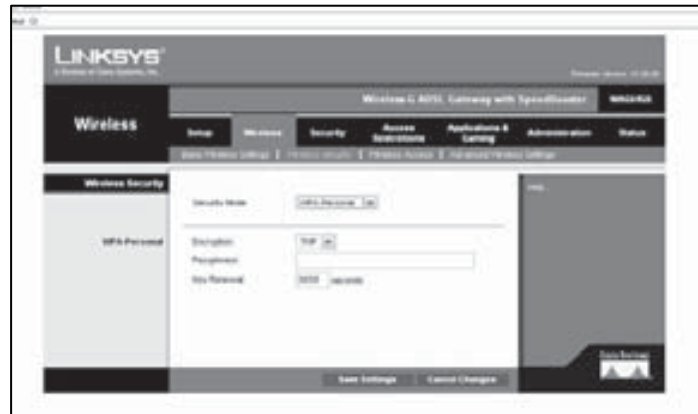 LINKSYS®
A Division of Cisco Systems, Inc.
Wireless-G ADSL Gateway with SpeedBooster
Wireless
Setup
Wireless
Security
Access Restrictions
Applications & Gaming
Administration
Status
Basic Wireless Settings | Wireless Security | Wireless Access | Advanced Wireless Settings
Wireless Security
Security Mode
WPA-Personal
WPA-Personal
Encryption
TKIP
Passphrase
Key Renewal
seconds
Help...
Save Settings
Cancel Changes
Cisco Systems